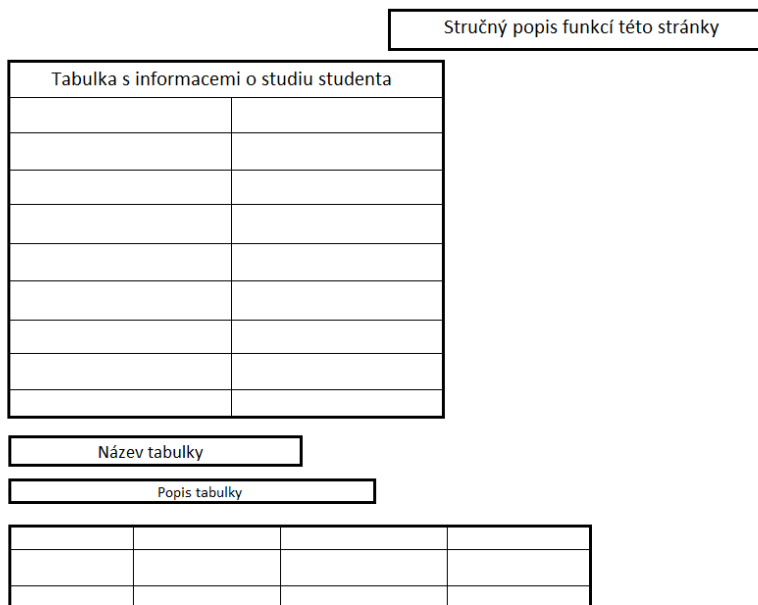 Stručný popis funkcí této stránky
Tabulka s informacemi o studiu studenta
Název tabulky
Popis tabulky